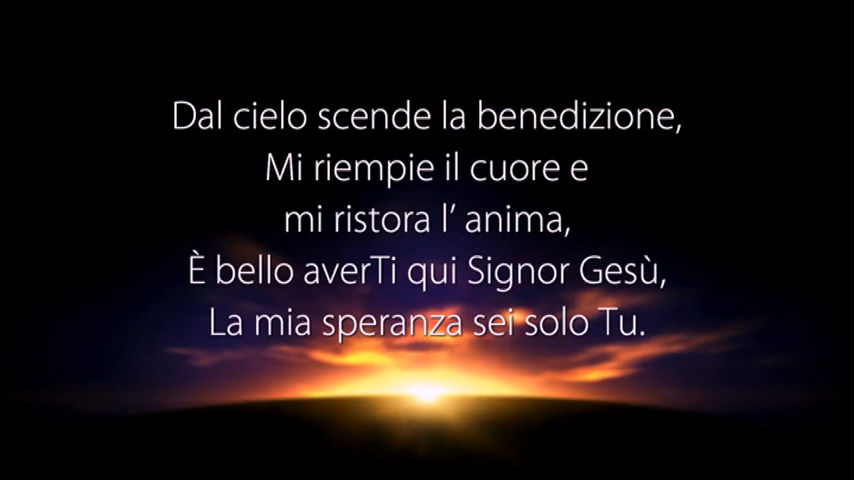 Dal cielo scende la benedizione,
Mi riempie il cuore e
mi ristora l’ anima,
È bello averTi qui Signor Gesù,
La mia speranza sei solo Tu.